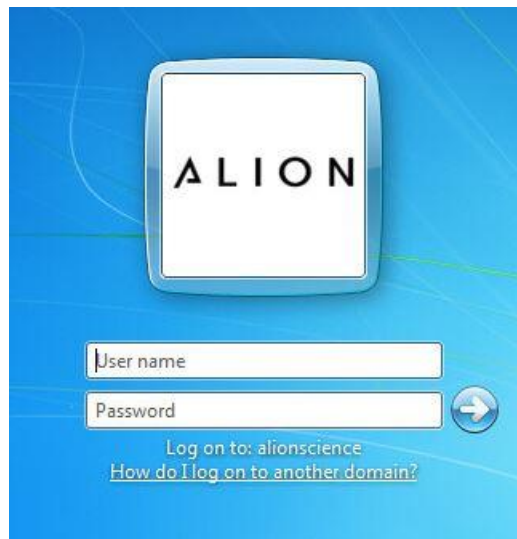 ALION
User name
Password
Log on to: alionscience
How do I log on to another domain?